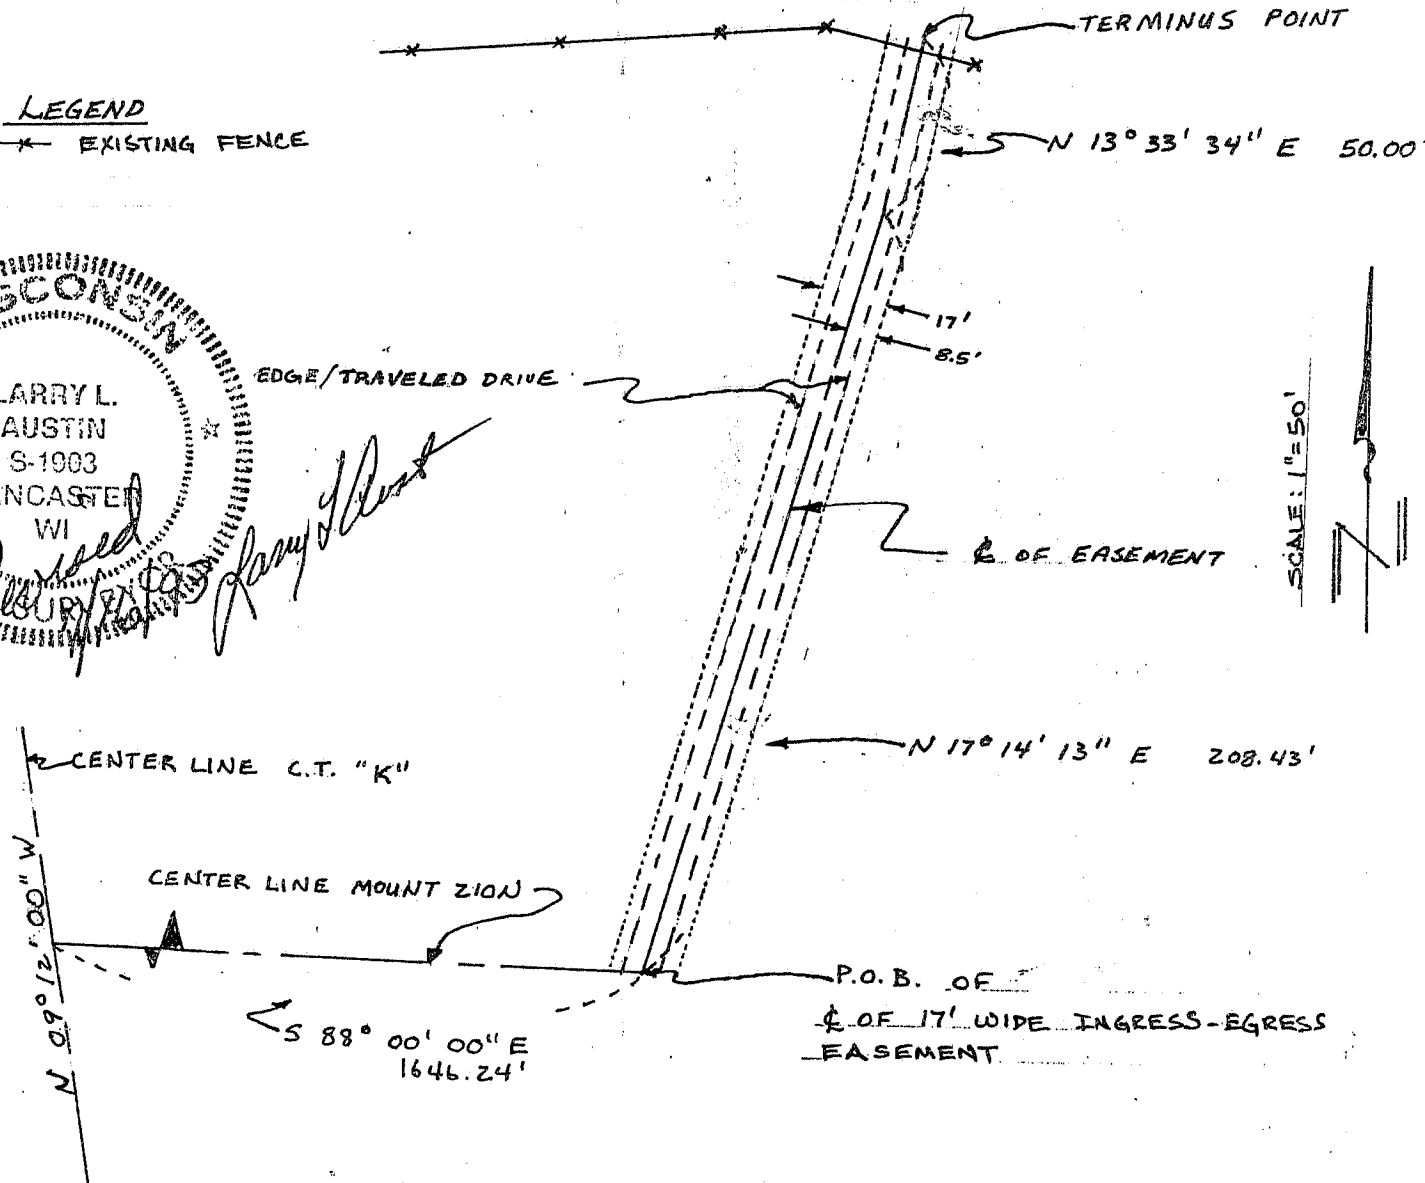 TERMINUS POINT
LEGEND
EXISTING FENCE
N 13° 33' 34" E 50.00'
17'
8.5'
EDGE/TRAVELED DRIVE
LARRY L.
AUSTIN
S-1903
WI
SCALE: 1"=50'
℄ OF EASEMENT
N 17° 14' 13" E 208.43'
CENTER LINE C.T. "K"
N 09° 12' 00" W
CENTER LINE MOUNT ZION
S 88° 00' 00" E
1646.24'
P.O.B. OF
℄ OF 17' WIDE INGRESS-EGRESS
EASEMENT